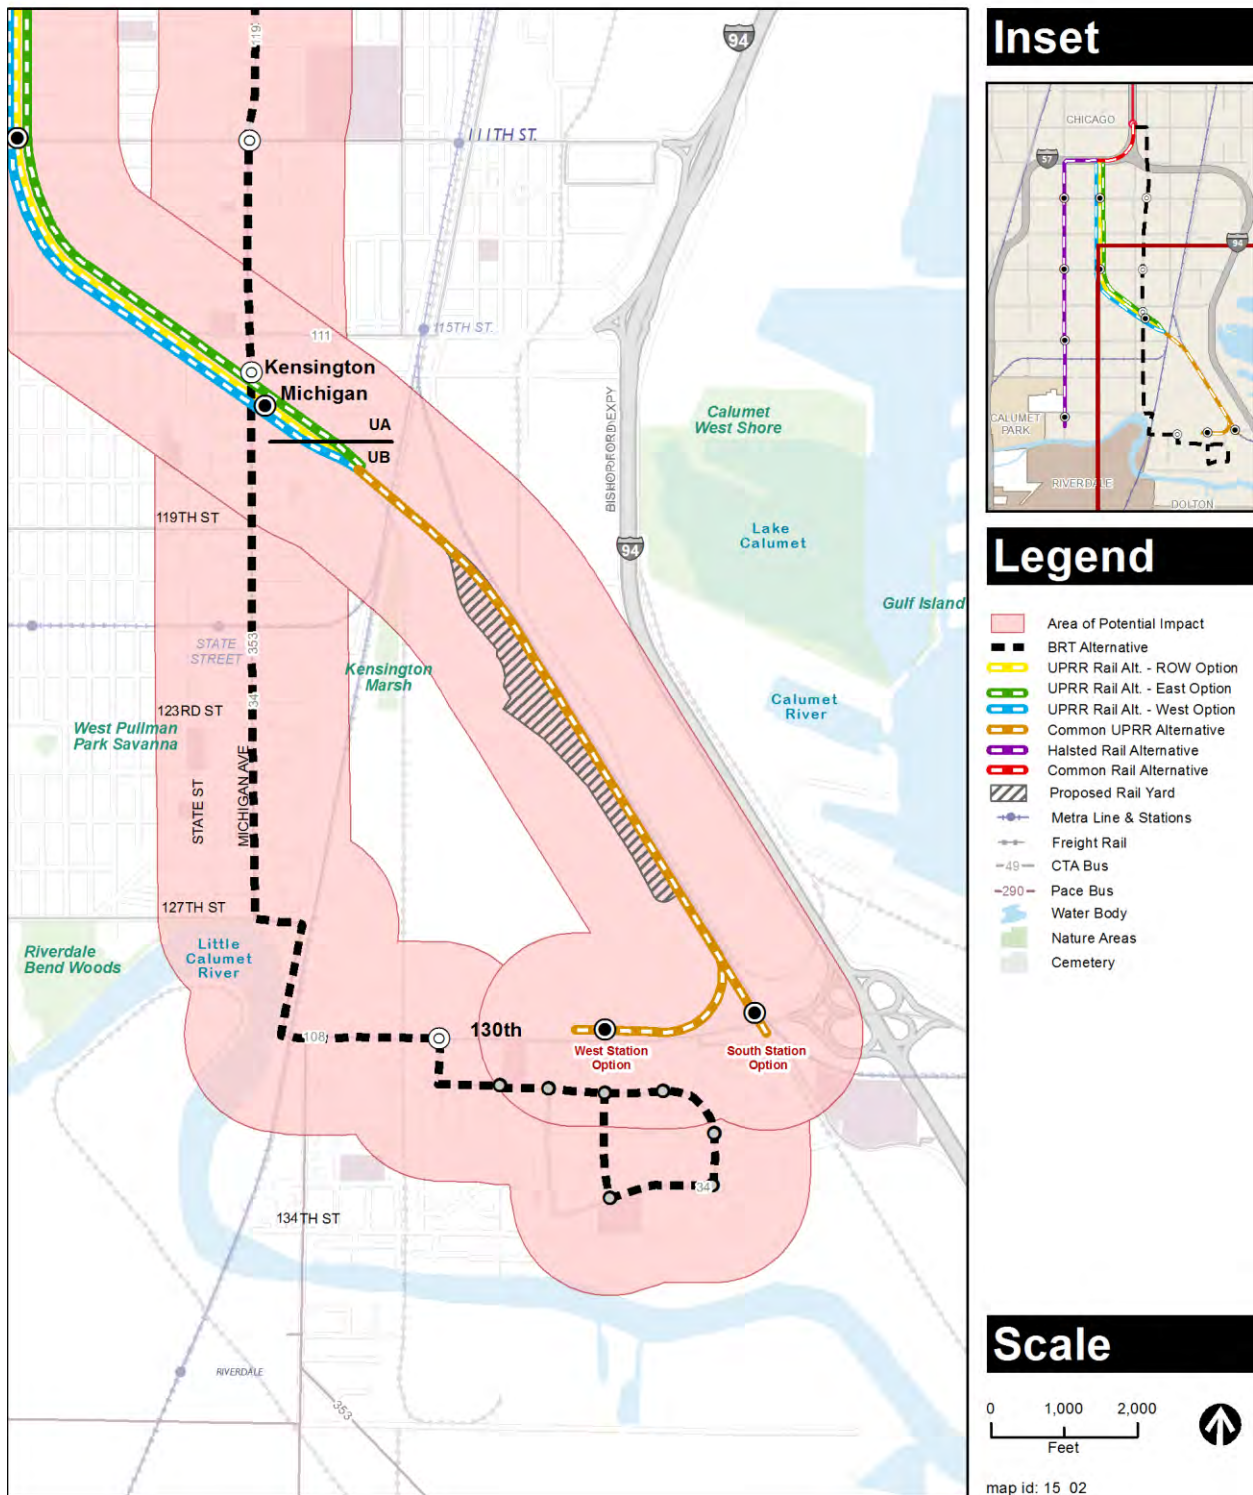 119
94
111TH ST.
115TH ST.
111
Kensington
Michigan
UA
UB
BISHOP FORD EXPY
Calumet
West Shore
Lake
Calumet
94
Gulf Island
119TH ST
STATE
STREET
353
Kensington
Marsh
34
123RD ST
West Pullman
Park Savanna
Calumet
River
STATE ST
MICHIGAN AVE
127TH ST
Riverdale
Bend Woods
Little
Calumet
River
108
130th
West Station
Option
South Station
Option
34
134TH ST
RIVERDALE
353
Inset
CHICAGO
57
94
CALUMET
PARK
RIVERDALE
DOLTON
Legend
Area of Potential Impact
BRT Alternative
UPRR Rail Alt. - ROW Option
UPRR Rail Alt. - East Option
UPRR Rail Alt. - West Option
Common UPRR Alternative
Halsted Rail Alternative
Common Rail Alternative
Proposed Rail Yard
Metra Line & Stations
Freight Rail
49 CTA Bus
290 Pace Bus
Water Body
Nature Areas
Cemetery
Scale
0 1,000 2,000
Feet
map id: 15_02